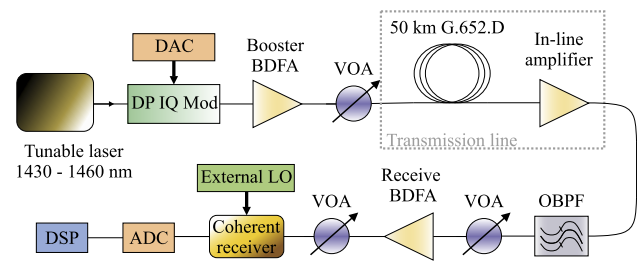 DAC
Booster
BDFA
VOA
50 km G.652.D
In-line
amplifier
DP IQ Mod
Transmission line
Tunable laser
1430 - 1460 nm
External LO
VOA
Receive
BDFA
VOA
OBPF
DSP
ADC
Coherent
receiver